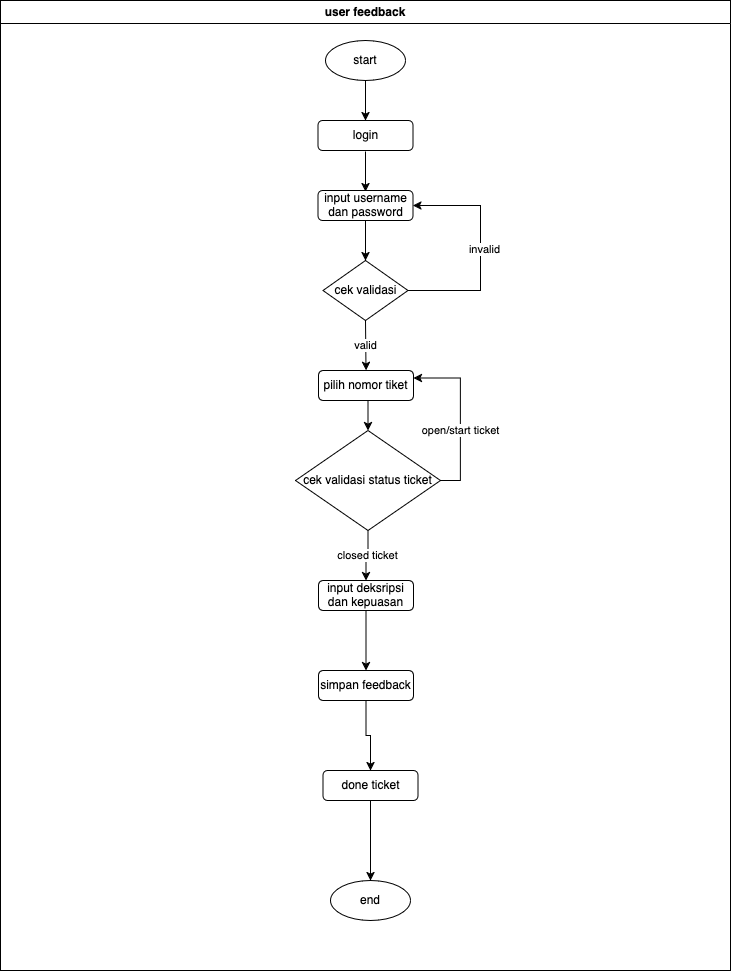 user feedback
start
login
input username
dan password
invalid
cek validasi
valid
pilih nomor tiket
open/start ticket
cek validasi status ticket
closed ticket
input deksripsi
dan kepuasan
simpan feedback
done ticket
end